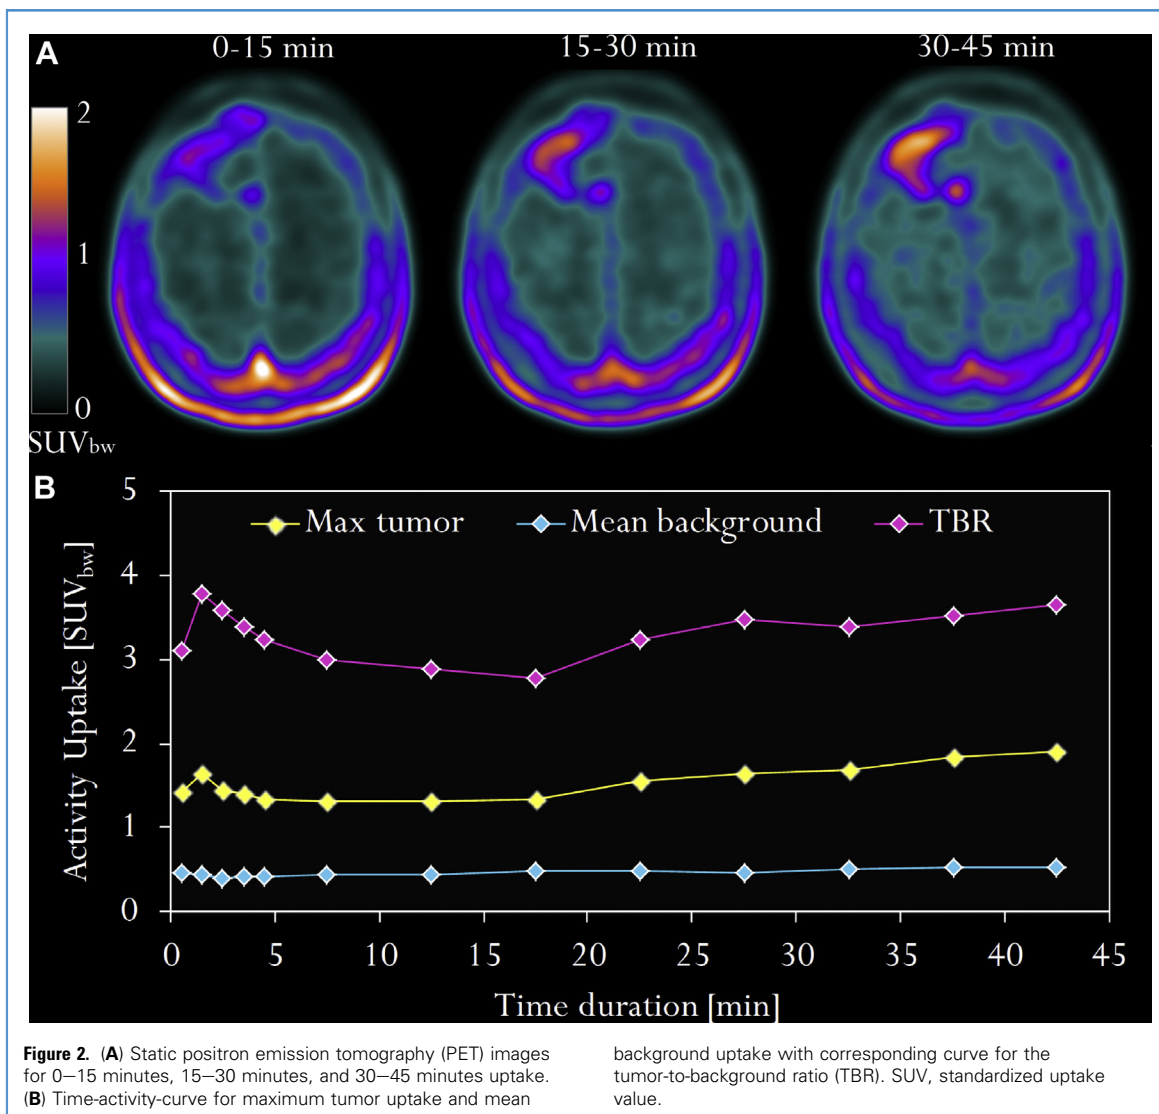 A
0-15 min 15-30 min 30-45 min
2
1
0
SUVbw
B
5
4
3
2
1
0
Activity Uptake [SUVbw]
Max tumor Mean background TBR
0 5 10 15 20 25 30 35 40 45
Time duration [min]
Figure 2. (A) Static positron emission tomography (PET) images
for 0–15 minutes, 15–30 minutes, and 30–45 minutes uptake.
(B) Time-activity-curve for maximum tumor uptake and mean
background uptake with corresponding curve for the
tumor-to-background ratio (TBR). SUV, standardized uptake
value.